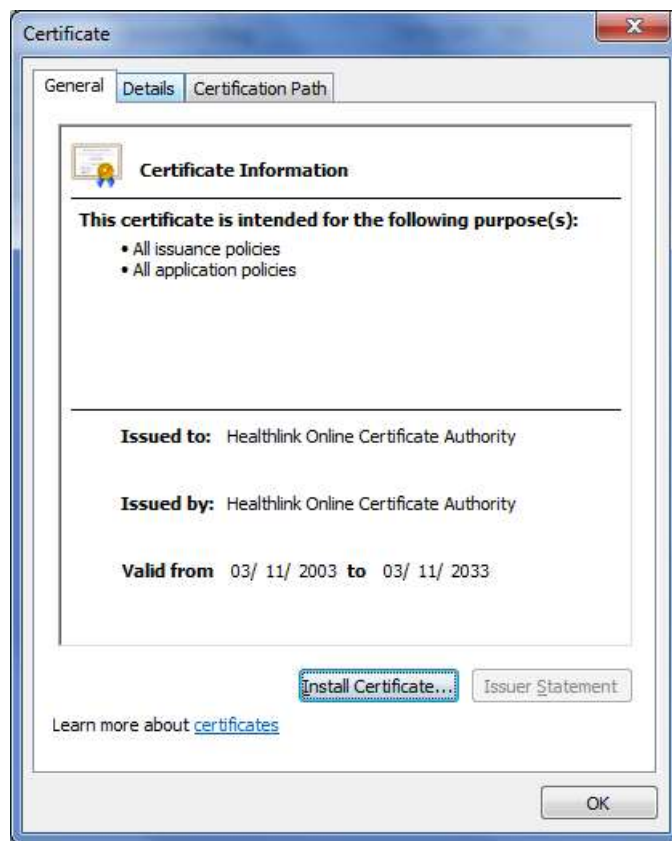 Certificate
General
Details
Certification Path
Certificate Information
This certificate is intended for the following purpose(s):
• All issuance policies
• All application policies
Issued to: Healthlink Online Certificate Authority
Issued by: Healthlink Online Certificate Authority
Valid from 03/ 11/ 2003 to 03/ 11/ 2033
Install Certificate...
Issuer Statement
Learn more about certificates
OK